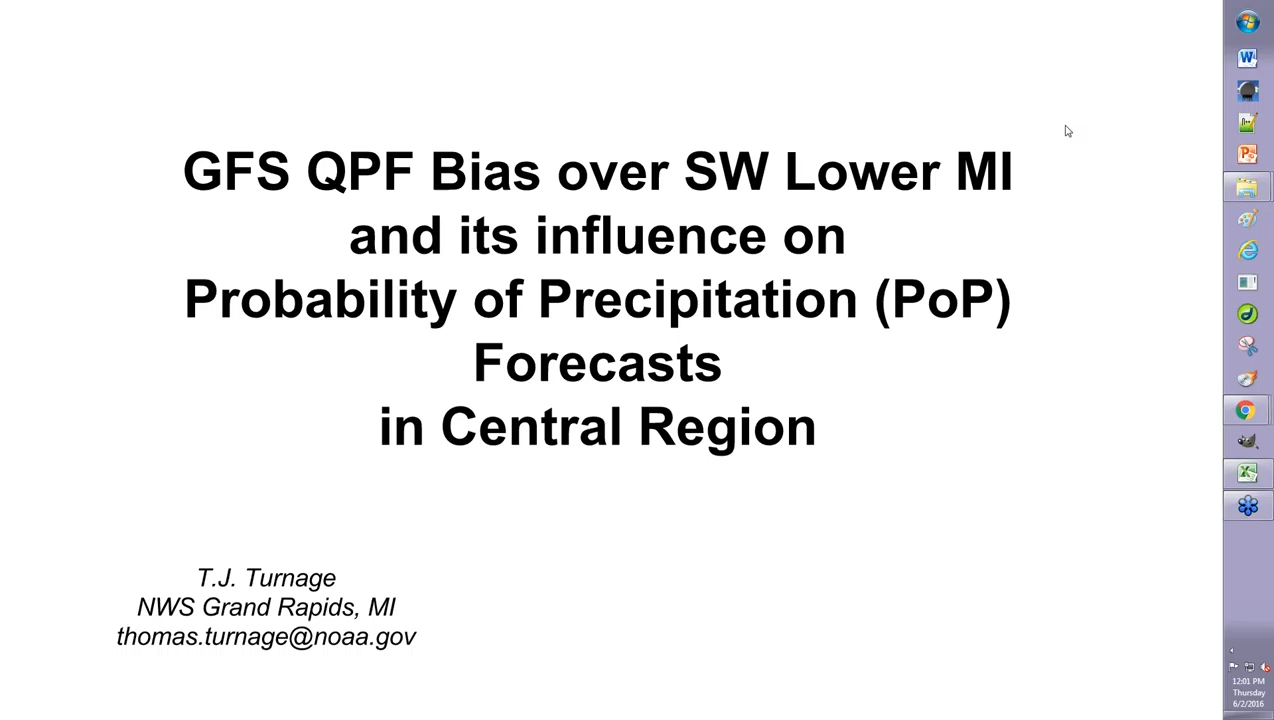 GFS QPF Bias over SW Lower MI
and its influence on
Probability of Precipitation (PoP)
Forecasts
in Central Region
T.J. Turnage
NWS Grand Rapids, MI
thomas.turnage@noaa.gov
12:01 PM
Thursday
6/2/2016